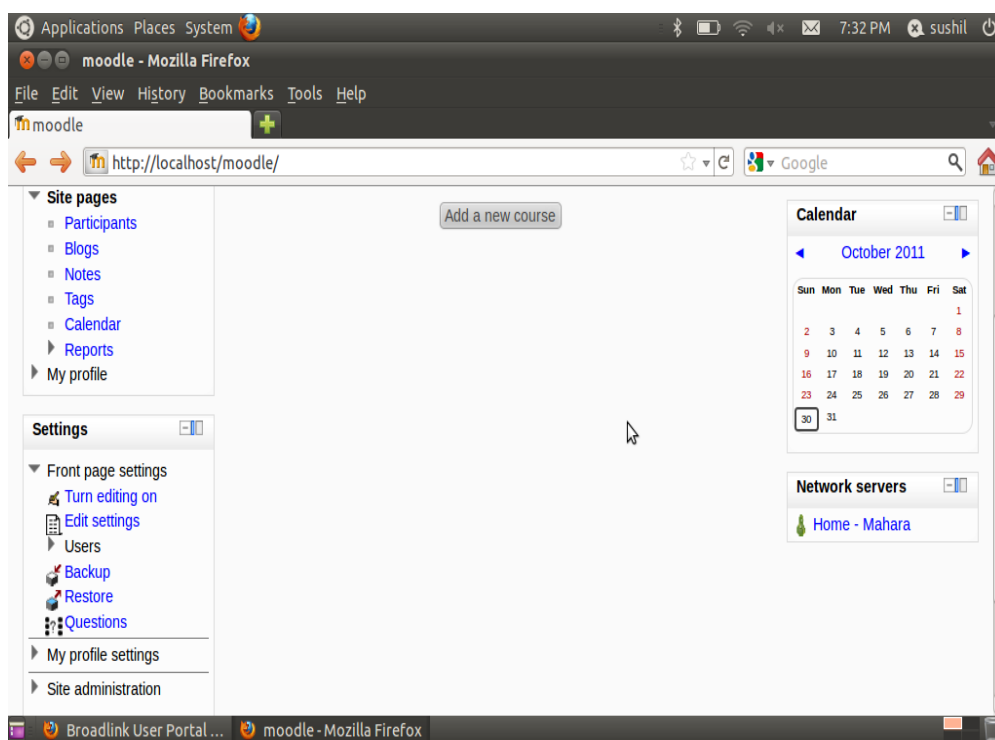 Applications Places System
7:32 PM
sushil
moodle - Mozilla Firefox
File Edit View History Bookmarks Tools Help
moodle
http://localhost/moodle/
Google
Site pages
Participants
Blogs
Notes
Tags
Calendar
Reports
My profile
Settings
Front page settings
Turn editing on
Edit settings
Users
Backup
Restore
Questions
My profile settings
Site administration
Add a new course
Calendar
October 2011
Sun Mon Tue Wed Thu Fri Sat
1
2 3 4 5 6 7 8
9 10 11 12 13 14 15
16 17 18 19 20 21 22
23 24 25 26 27 28 29
30 31
Network servers
Home - Mahara
Broadlink User Portal ...
moodle - Mozilla Firefox